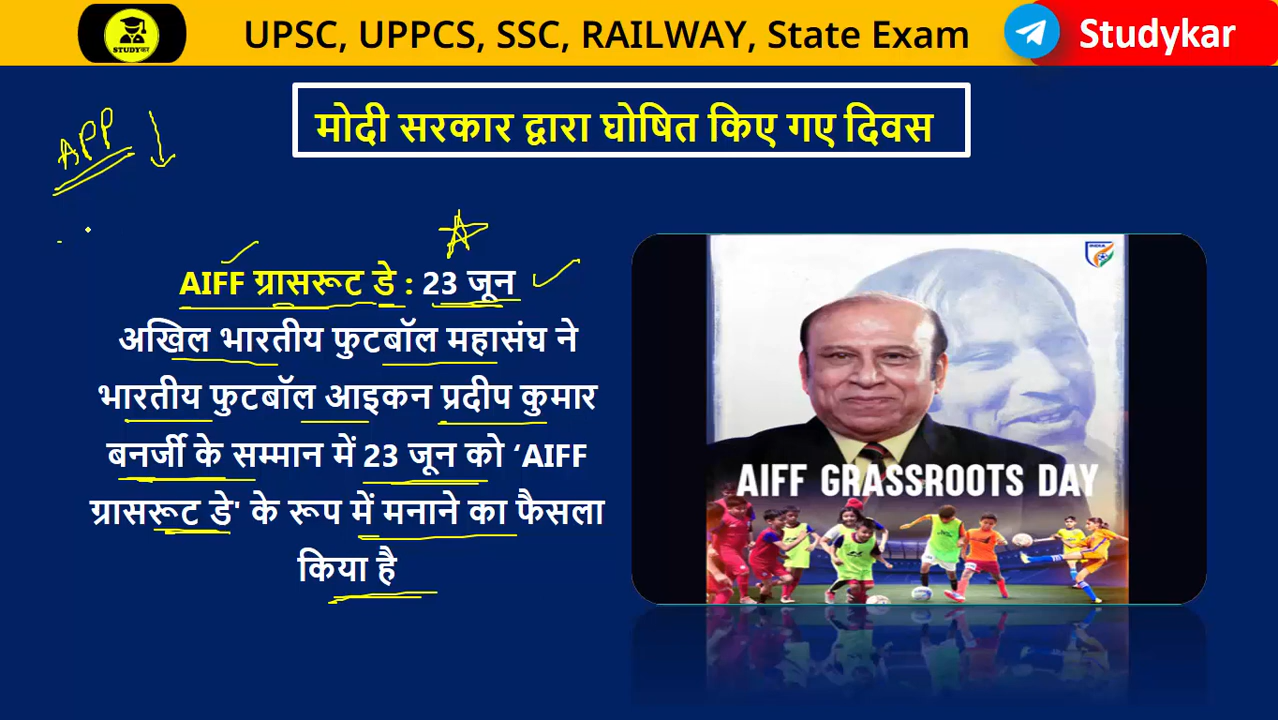 STUDYकर
UPSC, UPPCS, SSC, RAILWAY, State Exam
Studykar
मोदी सरकार द्वारा घोषित किए गए दिवस
APP
AIFF ग्रासरूट डे : 23 जून
अखिल भारतीय फुटबॉल महासंघ ने
भारतीय फुटबॉल आइकन प्रदीप कुमार
बनर्जी के सम्मान में 23 जून को ‘AIFF
ग्रासरूट डे' के रूप में मनाने का फैसला
किया है
INDIA
AIFF GRASSROOTS DAY